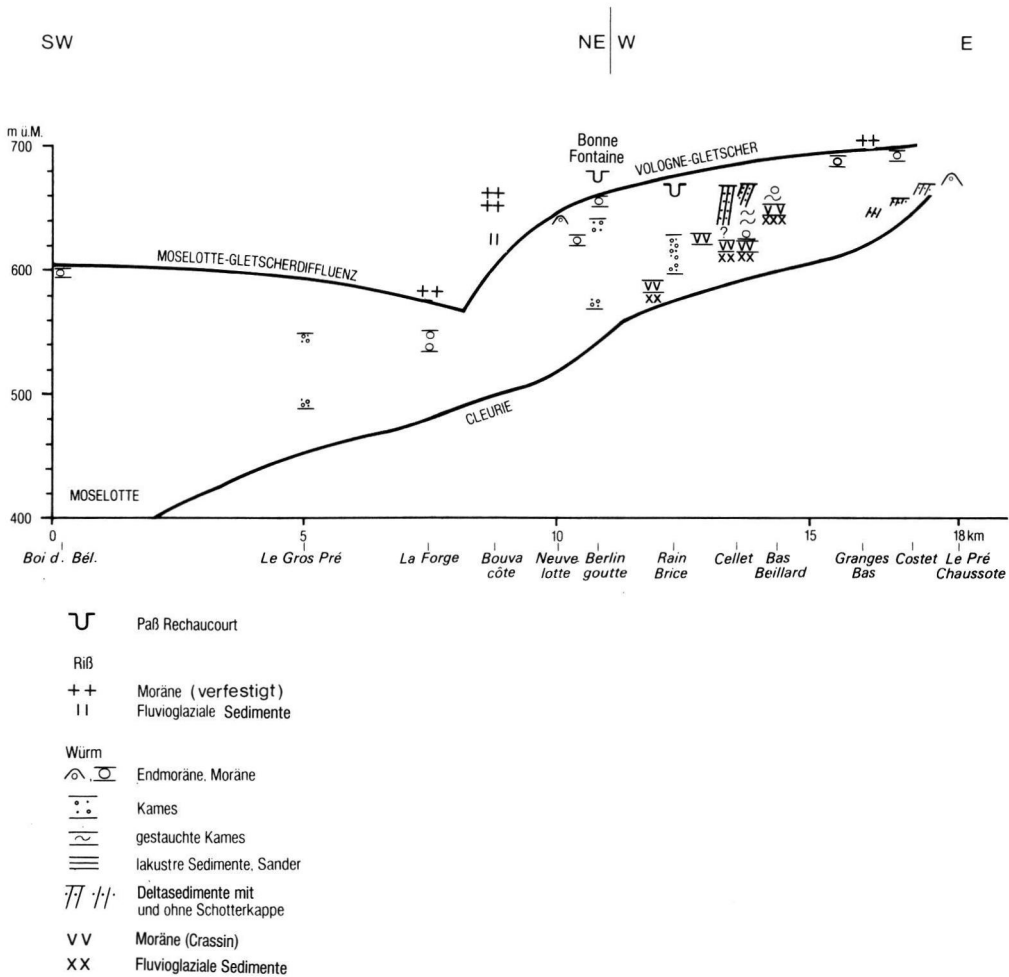 SW
NE W
E
m ü.M.
700
600
500
400
Bonne
Fontaine
VOLOGNE-GLETSCHER
MOSELOTTE-GLETSCHERDIFFLUENZ
?
CLEURIE
MOSELOTTE
0
5
10
15
18 km
Boi d. Bél.
Le Gros Pré
La Forge
Bouva
côte
Neuve
lotte
Berlin
goutte
Rain
Brice
Cellet
Bas
Beillard
Granges
Bas
Costet
Le Pré
Chaussote
Paß Rechaucourt
Riß
Moräne (verfestigt)
Fluvioglaziale Sedimente
Würm
Endmoräne, Moräne
Kames
gestauchte Kames
lakustre Sedimente, Sander
Deltasedimente mit
und ohne Schotterkappe
Moräne (Crassin)
Fluvioglaziale Sedimente